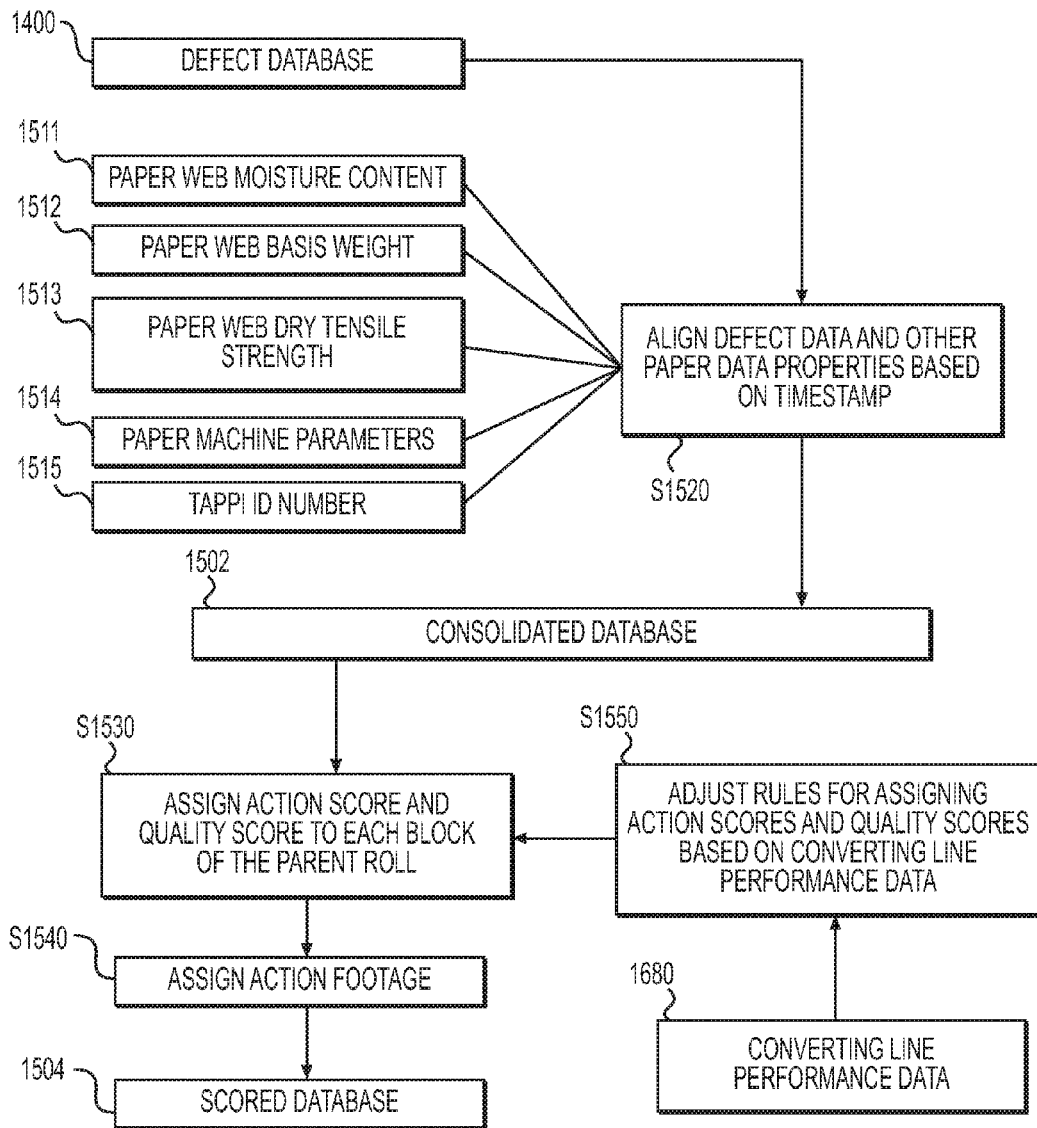 1400
DEFECT DATABASE
1511
PAPER WEB MOISTURE CONTENT
1512
PAPER WEB BASIS WEIGHT
1513
PAPER WEB DRY TENSILE
STRENGTH
1514
PAPER MACHINE PARAMETERS
1515
TAPPI ID NUMBER
ALIGN DEFECT DATA AND OTHER
PAPER DATA PROPERTIES BASED
ON TIMESTAMP
S1520
1502
CONSOLIDATED DATABASE
S1530
ASSIGN ACTION SCORE AND
QUALITY SCORE TO EACH BLOCK
OF THE PARENT ROLL
S1550
ADJUST RULES FOR ASSIGNING
ACTION SCORES AND QUALITY SCORES
BASED ON CONVERTING LINE
PERFORMANCE DATA
S1540
ASSIGN ACTION FOOTAGE
1680
CONVERTING LINE
PERFORMANCE DATA
1504
SCORED DATABASE